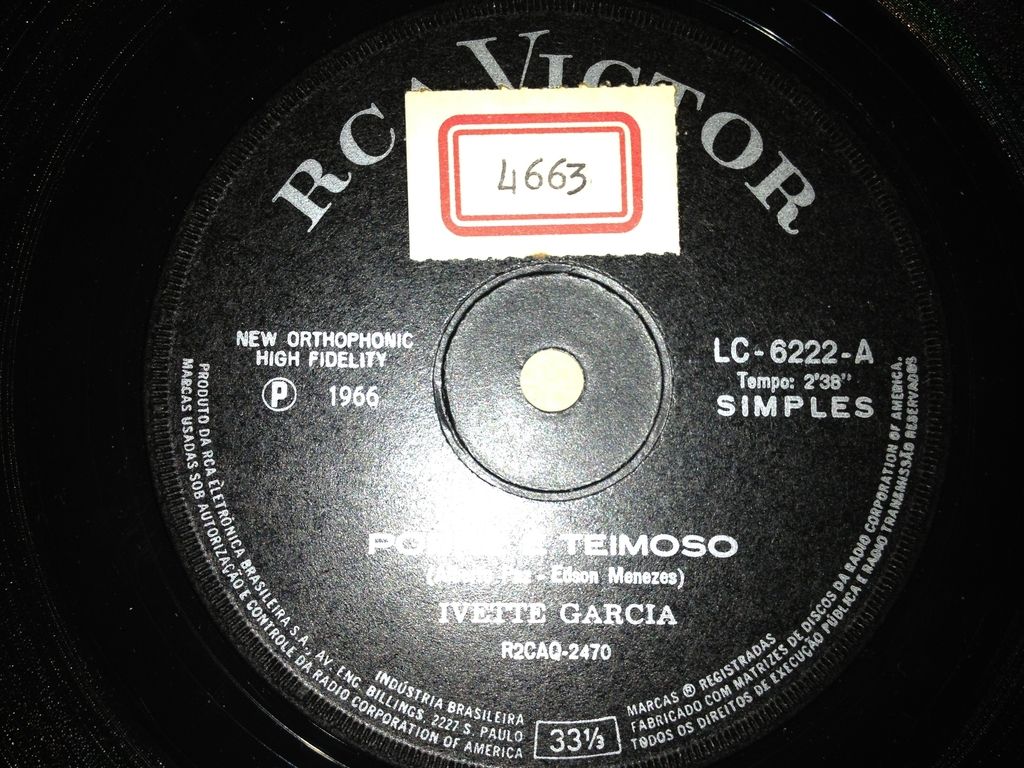 RCA VICTOR
4663
NEW ORTHOPHONIC
HIGH FIDELITY
Ⓟ 1966
LC-6222-A
Tempo: 2'38"
SIMPLES
TEIMOSO
Edson Menezes)
IVETTE GARCIA
R2CAQ-2470
PRODUTO DA RCA ELETRÔNICA BRASILEIRA S.A., AV. ENG. BILLINGS, 2227 S. PAULO
INDÚSTRIA BRASILEIRA
MARCAS USADAS SOB AUTORIZAÇÃO E CONTROLE DA RADIO CORPORATION OF AMERICA
33⅓
MARCAS ® REGISTRADAS
FABRICADO COM MATRIZES DE DISCOS DA RADIO CORPORATION OF AMERICA.
TODOS OS DIREITOS DE EXECUÇÃO PÚBLICA E RADIO TRANSMISSÃO RESERVADOS